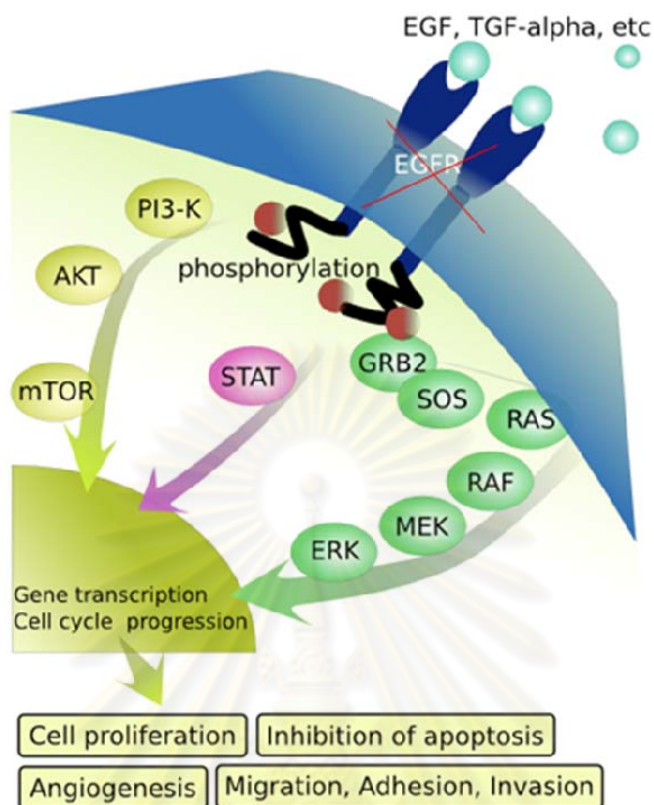 EGF, TGF-alpha, etc
EGFR
PI3-K
phosphorylation
AKT
GRB2
STAT
mTOR
SOS
RAS
RAF
MEK
ERK
Gene transcription
Cell cycle progression
Cell proliferation
Inhibition of apoptosis
Angiogenesis
Migration, Adhesion, Invasion